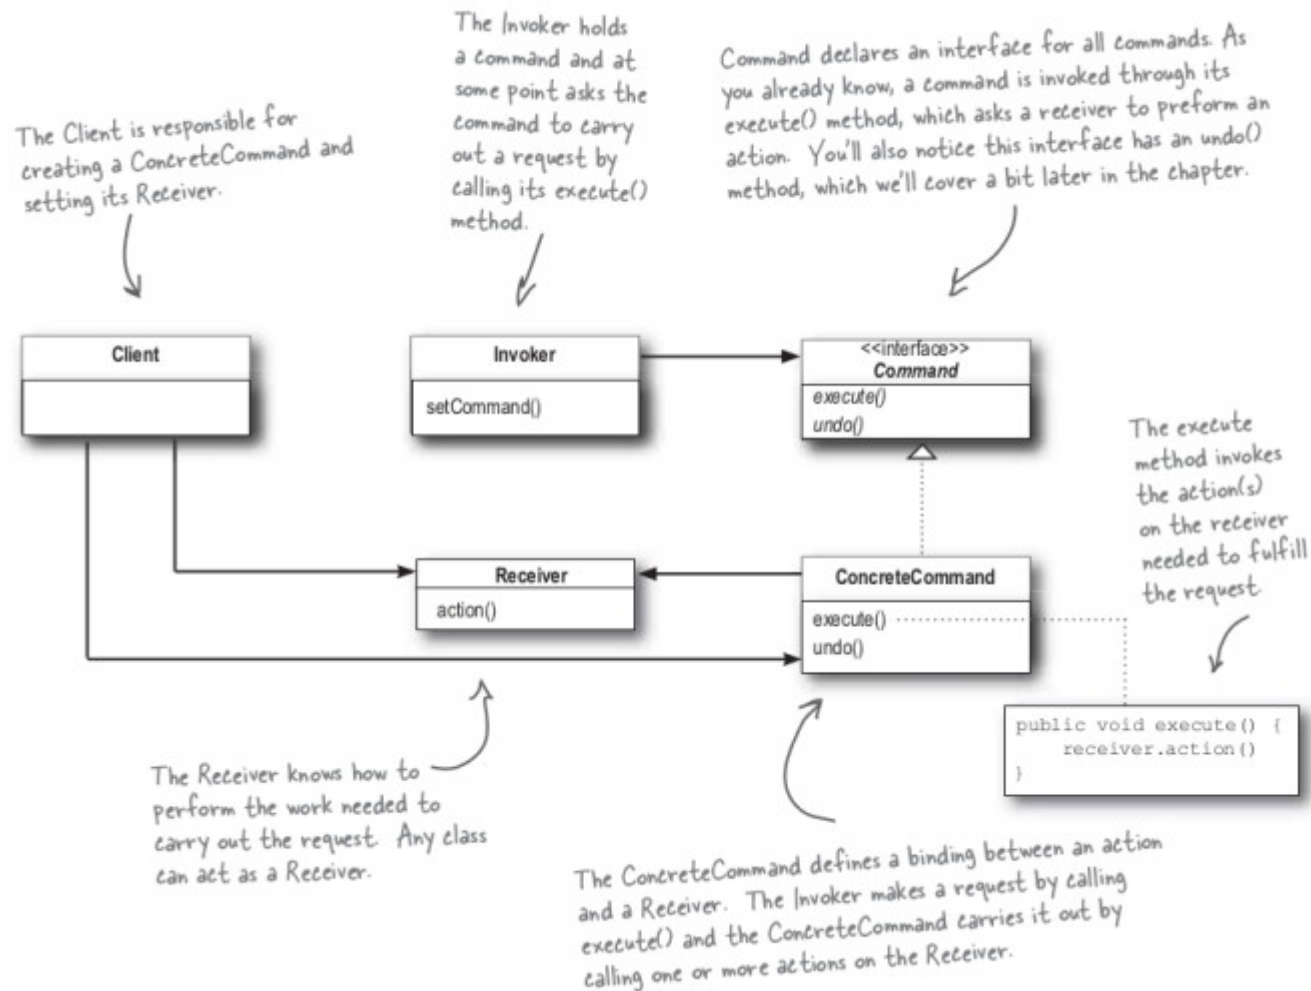 The Invoker holds
a command and at
some point asks the
command to carry
out a request by
calling its execute()
method.
Command declares an interface for all commands. As
you already know, a command is invoked through its
execute() method, which asks a receiver to preform an
action. You'll also notice this interface has an undo()
method, which we'll cover a bit later in the chapter.
The Client is responsible for
creating a ConcreteCommand and
setting its Receiver.
Client
Invoker
setCommand()
<<interface>>
Command
execute()
undo()
The execute
method invokes
the action(s)
on the receiver
needed to fulfill
the request.
Receiver
action()
ConcreteCommand
execute()
undo()
public void execute() {
receiver.action()
}
The Receiver knows how to
perform the work needed to
carry out the request. Any class
can act as a Receiver.
The ConcreteCommand defines a binding between an action
and a Receiver. The Invoker makes a request by calling
execute() and the ConcreteCommand carries it out by
calling one or more actions on the Receiver.